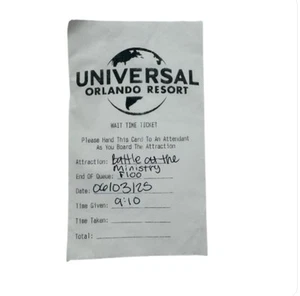 UNIVERSAL
ORLANDO RESORT
WAIT TIME TICKET
Please Hand This Card To An Attendant
As You Board The Attraction
Attraction: Battle at the
Ministry
End Of Queue: Floo
Date: 06/03/25
Time Given: 9:10
Time Taken:
Total: